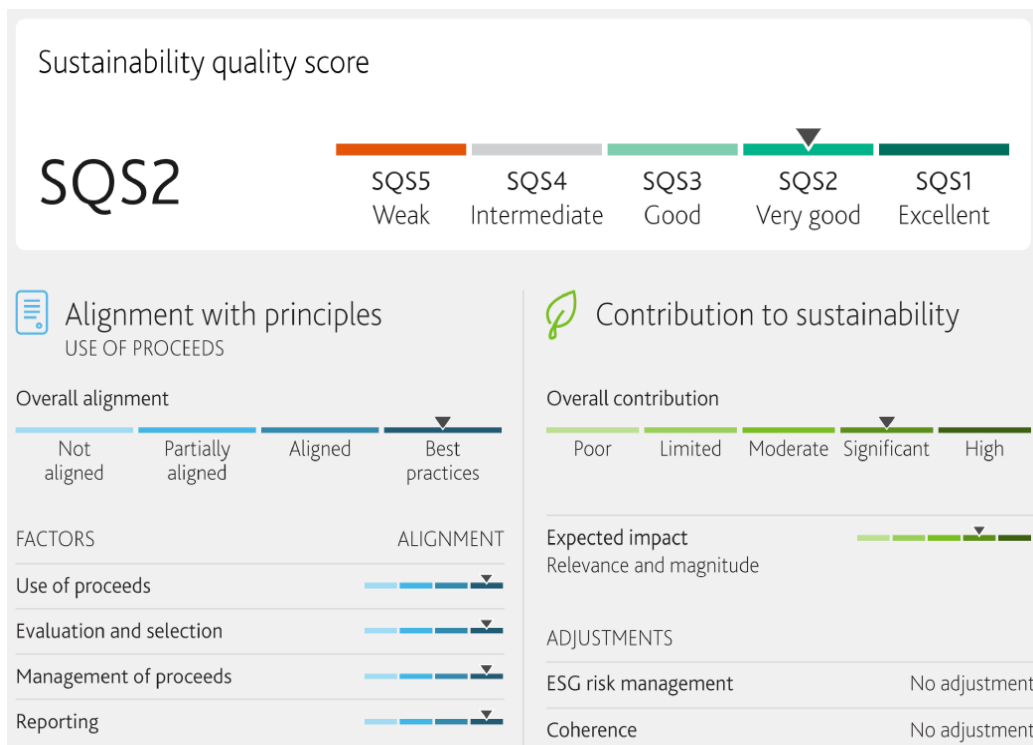 Sustainability quality score
SQS2
SQS5
Weak
SQS4
Intermediate
SQS3
Good
SQS2
Very good
SQS1
Excellent
Alignment with principles
USE OF PROCEEDS
Overall alignment
Not
aligned
Partially
aligned
Aligned
Best
practices
FACTORS
ALIGNMENT
Use of proceeds
Evaluation and selection
Management of proceeds
Reporting
Contribution to sustainability
Overall contribution
Poor
Limited
Moderate
Significant
High
Expected impact
Relevance and magnitude
ADJUSTMENTS
ESG risk management
No adjustment
Coherence
No adjustment